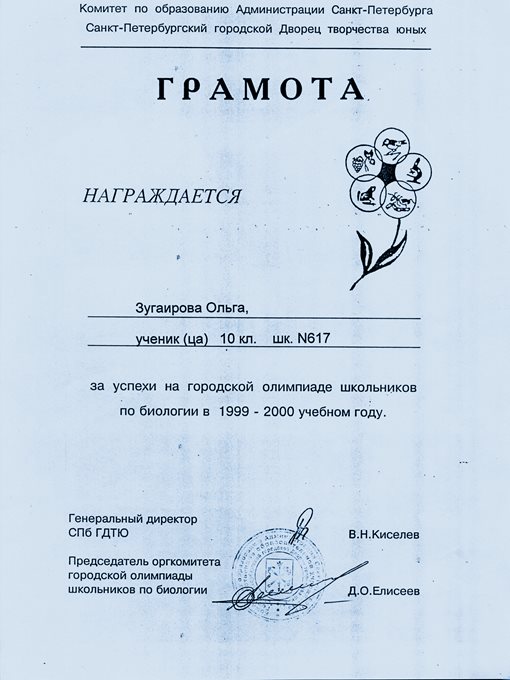 Комитет по образованию Администрации Санкт-Петербурга
Санкт-Петербургский городской Дворец творчества юных
ГРАМОТА
НАГРАЖДАЕТСЯ
Зугаирова Ольга,
ученик (ца) 10 кл. шк. N617
за успехи на городской олимпиаде школьников
по биологии в 1999 - 2000 учебном году.
Генеральный директор
СПб ГДТЮ В.Н.Киселев
Председатель оргкомитета
городской олимпиады
школьников по биологии Д.О.Елисеев